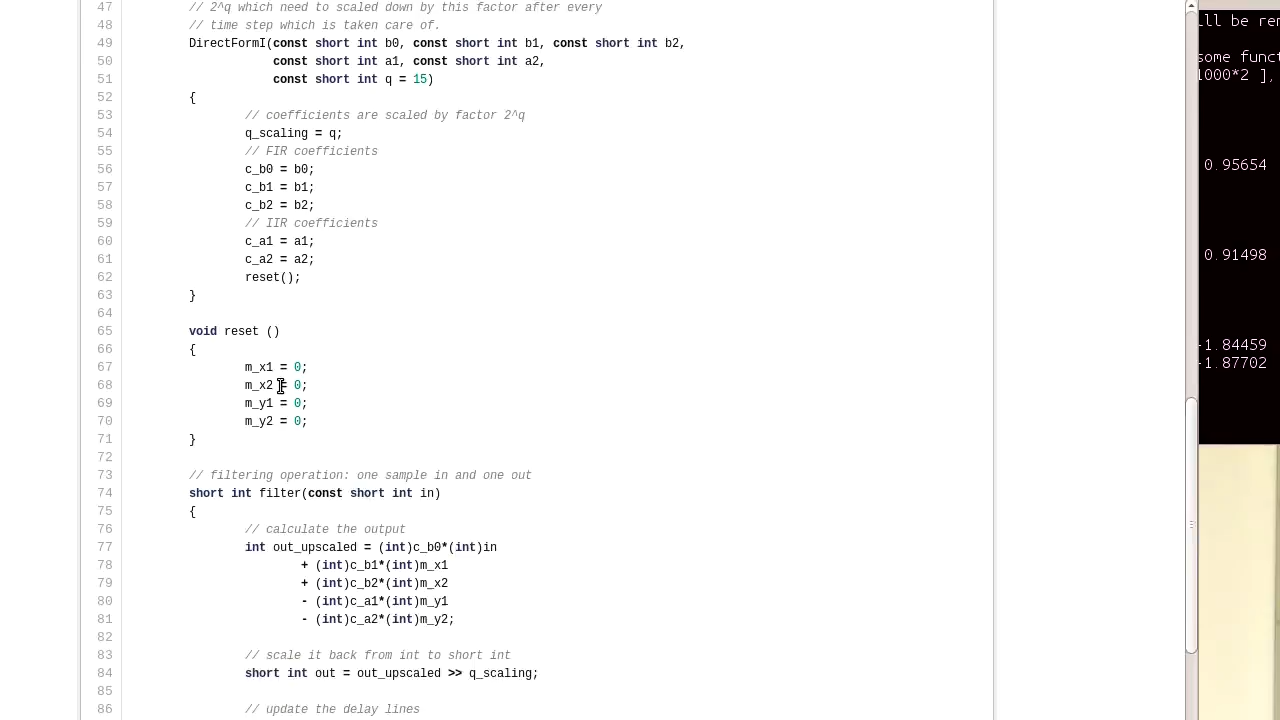 47 // 2^q which need to scaled down by this factor after every
48 // time step which is taken care of.
49 DirectFormI(const short int b0, const short int b1, const short int b2,
50 const short int a1, const short int a2,
51 const short int q = 15)
52 {
53 // coefficients are scaled by factor 2^q
54 q_scaling = q;
55 // FIR coefficients
56 c_b0 = b0;
57 c_b1 = b1;
58 c_b2 = b2;
59 // IIR coefficients
60 c_a1 = a1;
61 c_a2 = a2;
62 reset();
63 }
64
65 void reset ()
66 {
67 m_x1 = 0;
68 m_x2 = 0;
69 m_y1 = 0;
70 m_y2 = 0;
71 }
72
73 // filtering operation: one sample in and one out
74 short int filter(const short int in)
75 {
76 // calculate the output
77 int out_upscaled = (int)c_b0*(int)in
78 + (int)c_b1*(int)m_x1
79 + (int)c_b2*(int)m_x2
80 - (int)c_a1*(int)m_y1
81 - (int)c_a2*(int)m_y2;
82
83 // scale it back from int to short int
84 short int out = out_upscaled >> q_scaling;
85
86 // update the delay lines
ll be rem
some funct
1000*2 ],
0.95654
0.91498
-1.84459
-1.87702